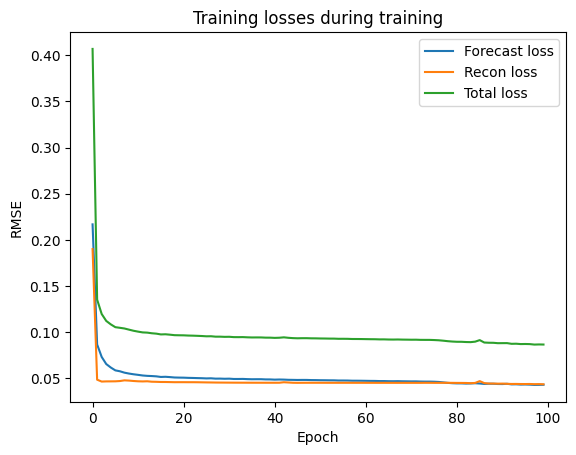 Training losses during training
Forecast loss
Recon loss
Total loss
0.40
0.35
0.30
0.25
0.20
0.15
0.10
0.05
RMSE
0 20 40 60 80 100
Epoch